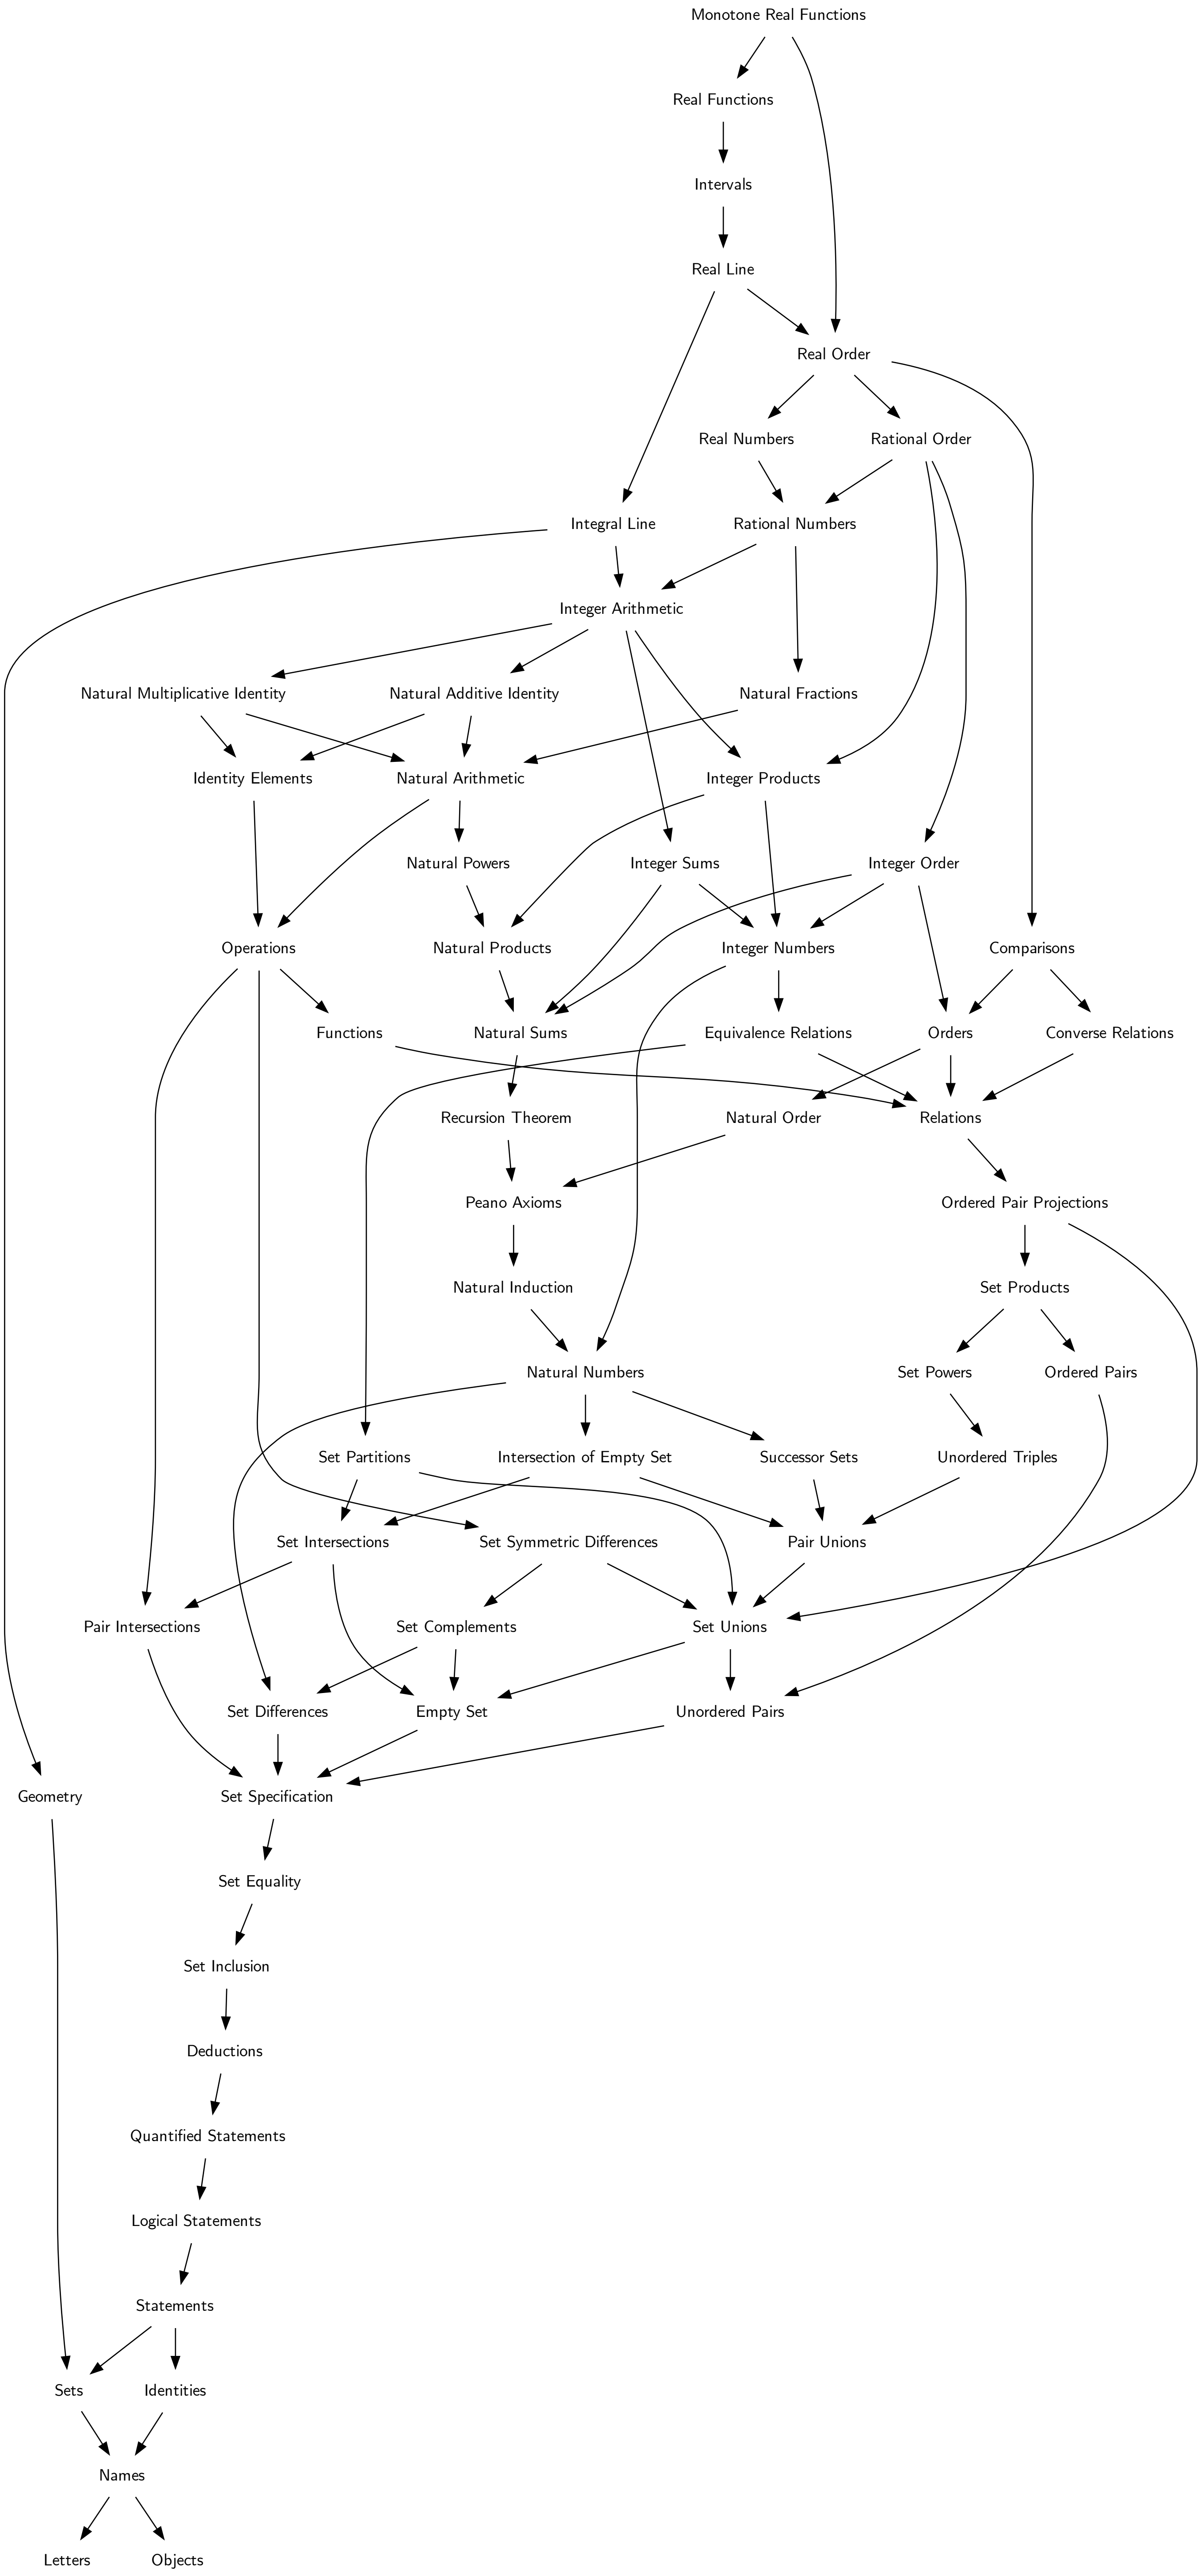 Monotone Real Functions
Real Functions
Intervals
Real Line
Real Order
Real Numbers
Rational Order
Integral Line
Rational Numbers
Integer Arithmetic
Natural Multiplicative Identity
Natural Additive Identity
Natural Fractions
Identity Elements
Natural Arithmetic
Integer Products
Natural Powers
Integer Sums
Integer Order
Operations
Natural Products
Integer Numbers
Comparisons
Functions
Natural Sums
Equivalence Relations
Orders
Converse Relations
Recursion Theorem
Natural Order
Relations
Peano Axioms
Ordered Pair Projections
Natural Induction
Set Products
Natural Numbers
Set Powers
Ordered Pairs
Set Partitions
Intersection of Empty Set
Successor Sets
Unordered Triples
Set Intersections
Set Symmetric Differences
Pair Unions
Pair Intersections
Set Complements
Set Unions
Set Differences
Empty Set
Unordered Pairs
Geometry
Set Specification
Set Equality
Set Inclusion
Deductions
Quantified Statements
Logical Statements
Statements
Sets
Identities
Names
Letters
Objects